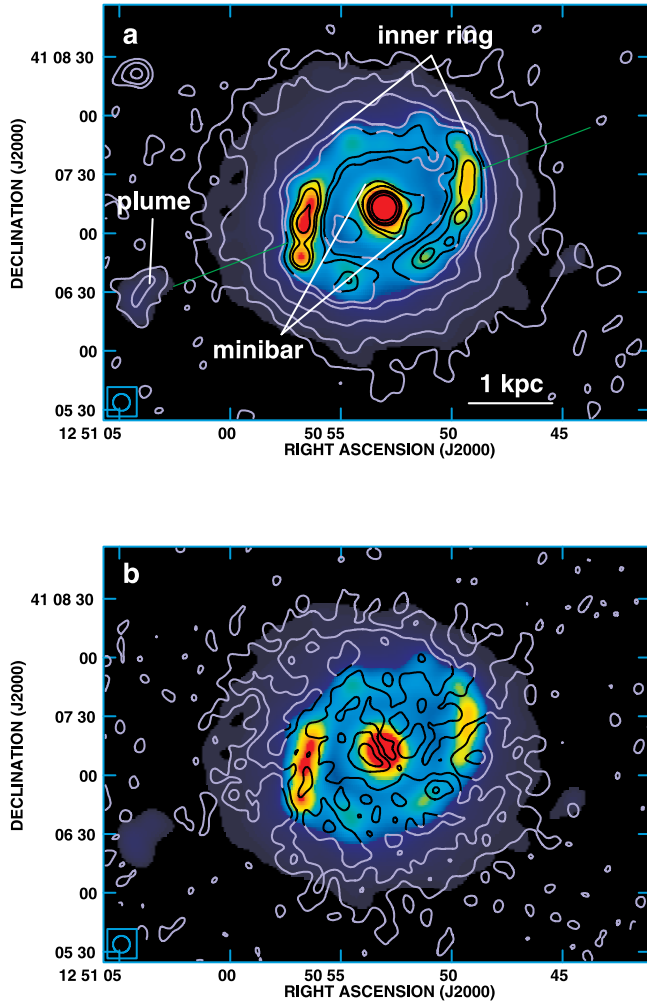 a
inner ring
41 08 30
00
07 30
plume
DECLINATION (J2000)
00
06 30
00
minibar
1 kpc
05 30
12 51 05
00
50 55
50
45
RIGHT ASCENSION (J2000)
b
41 08 30
00
07 30
DECLINATION (J2000)
00
06 30
00
05 30
12 51 05
00
50 55
50
45
RIGHT ASCENSION (J2000)